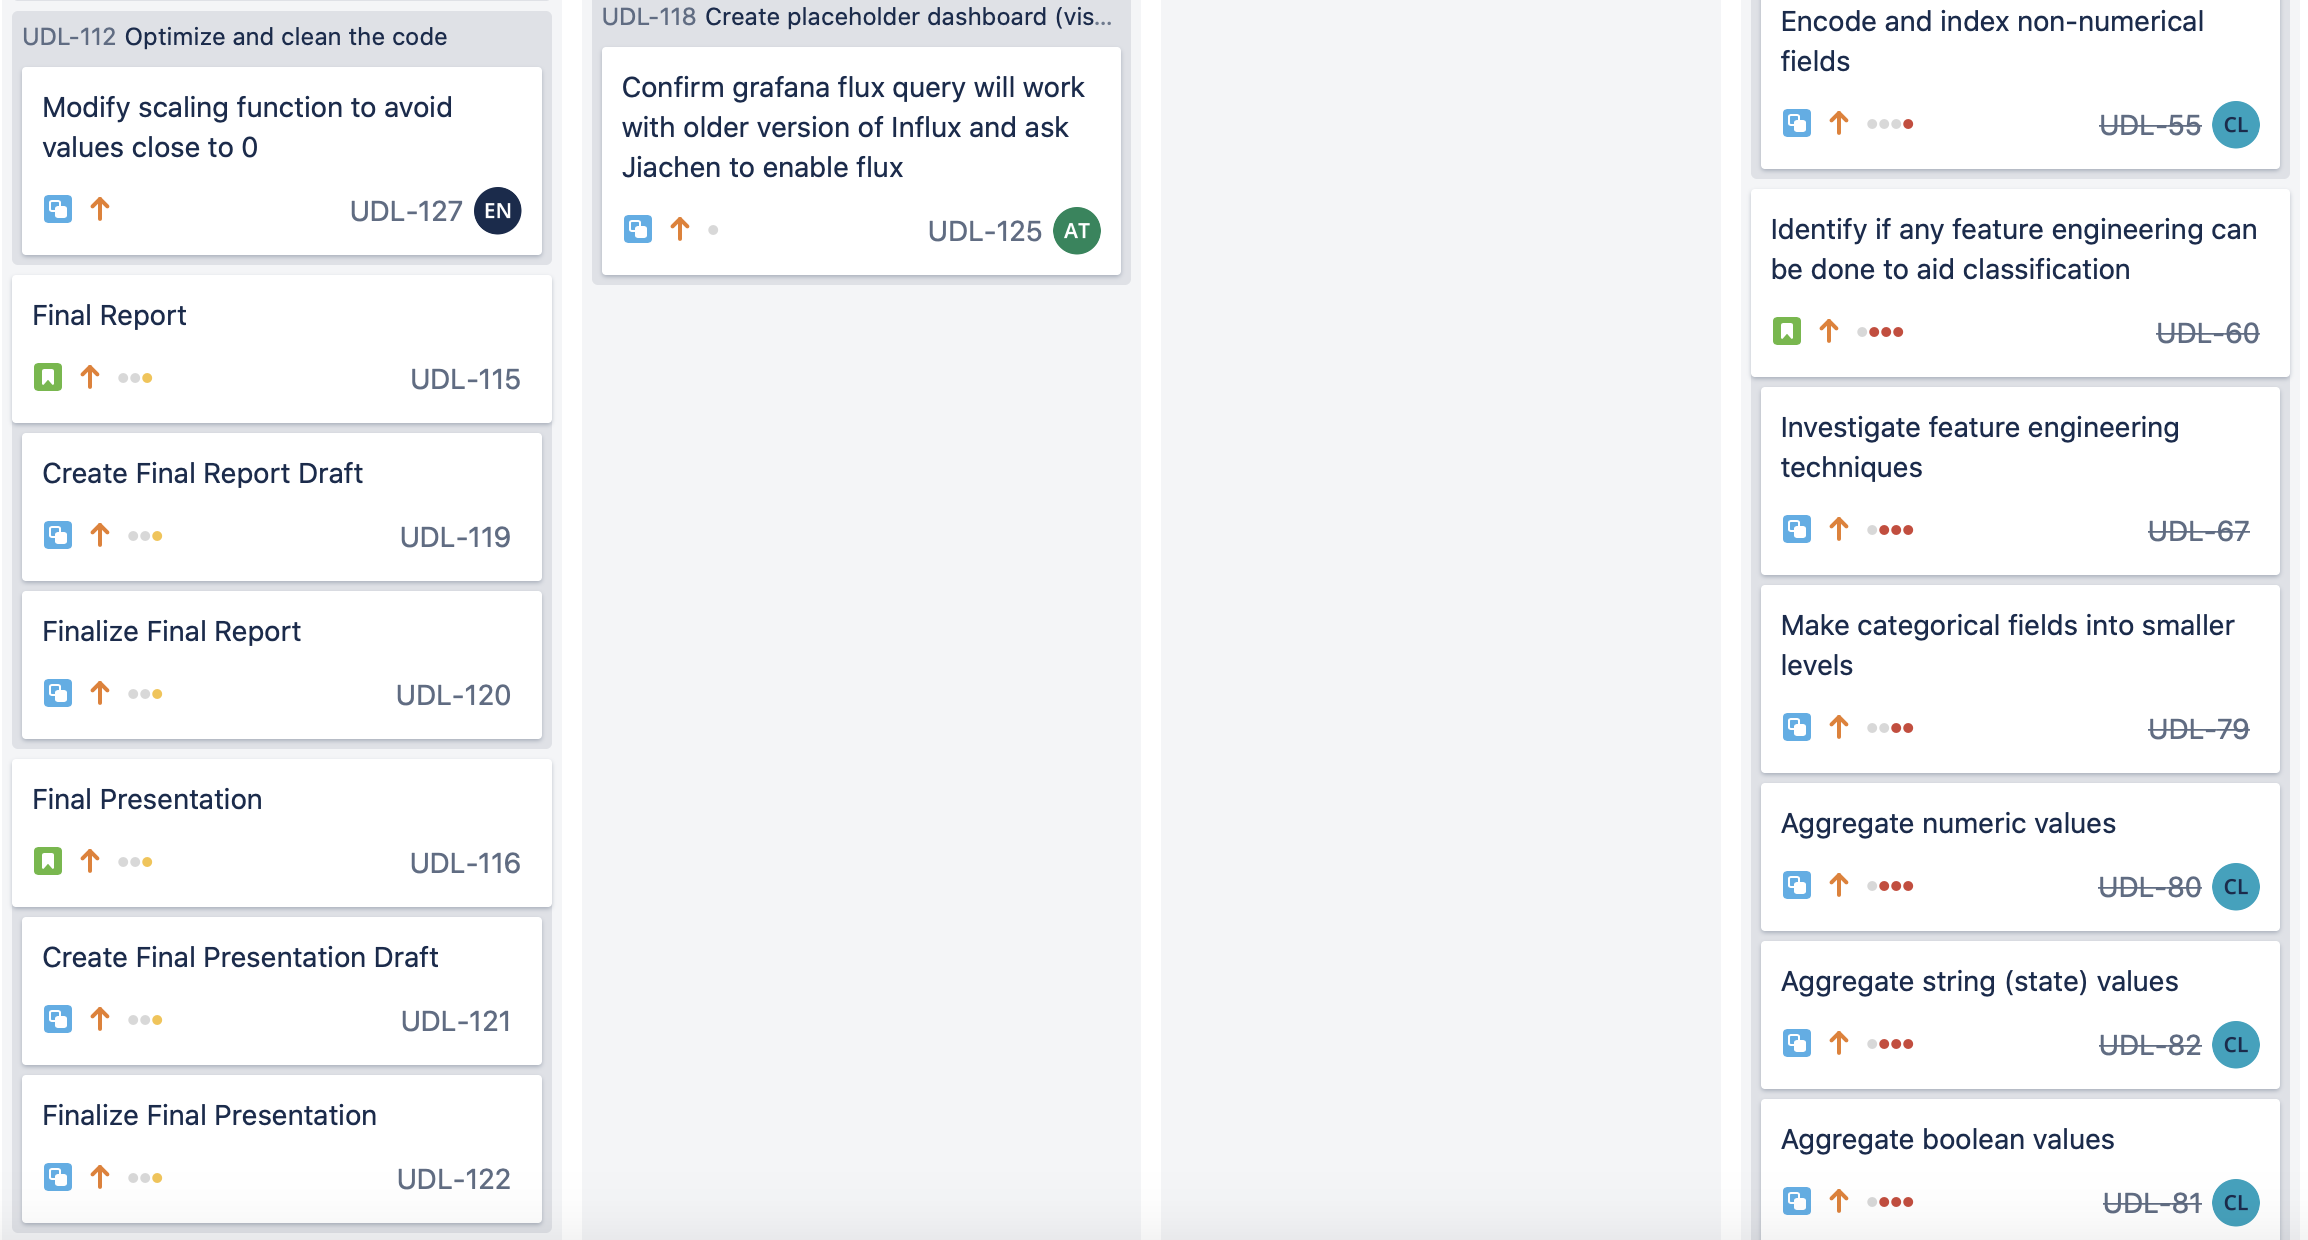 UDL-112 Optimize and clean the code
Modify scaling function to avoid
values close to 0
UDL-127 EN
Final Report
UDL-115
Create Final Report Draft
UDL-119
Finalize Final Report
UDL-120
Final Presentation
UDL-116
Create Final Presentation Draft
UDL-121
Finalize Final Presentation
UDL-122
UDL-118 Create placeholder dashboard (vis...
Confirm grafana flux query will work
with older version of Influx and ask
Jiachen to enable flux
UDL-125 AT
Encode and index non-numerical
fields
UDL-55 CL
Identify if any feature engineering can
be done to aid classification
UDL-60
Investigate feature engineering
techniques
UDL-67
Make categorical fields into smaller
levels
UDL-79
Aggregate numeric values
UDL-80 CL
Aggregate string (state) values
UDL-82 CL
Aggregate boolean values
UDL-81 CL